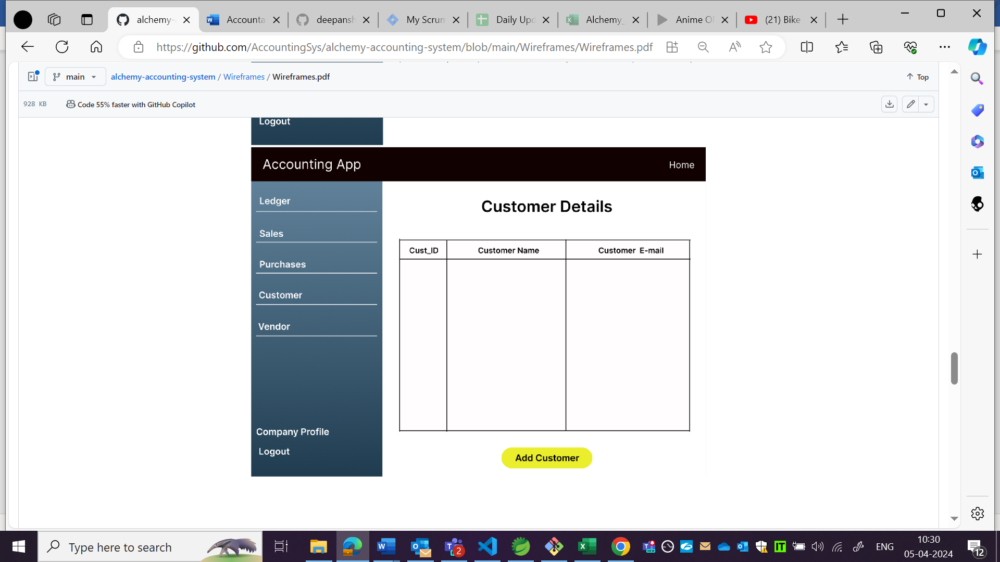 alchemy-a
Accounta
deepansh
My Scrum
Daily Upd
Alchemy_
Anime O
(21) Bike
https://github.com/AccountingSys/alchemy-accounting-system/blob/main/Wireframes/Wireframes.pdf
main
alchemy-accounting-system / Wireframes / Wireframes.pdf
Top
928 KB
Code 55% faster with GitHub Copilot
Logout
Accounting App
Home
Ledger
Sales
Purchases
Customer
Vendor
Company Profile
Logout
Customer Details
Cust_ID Customer Name Customer E-mail
Add Customer
Type here to search
2
ENG
10:30
05-04-2024
12